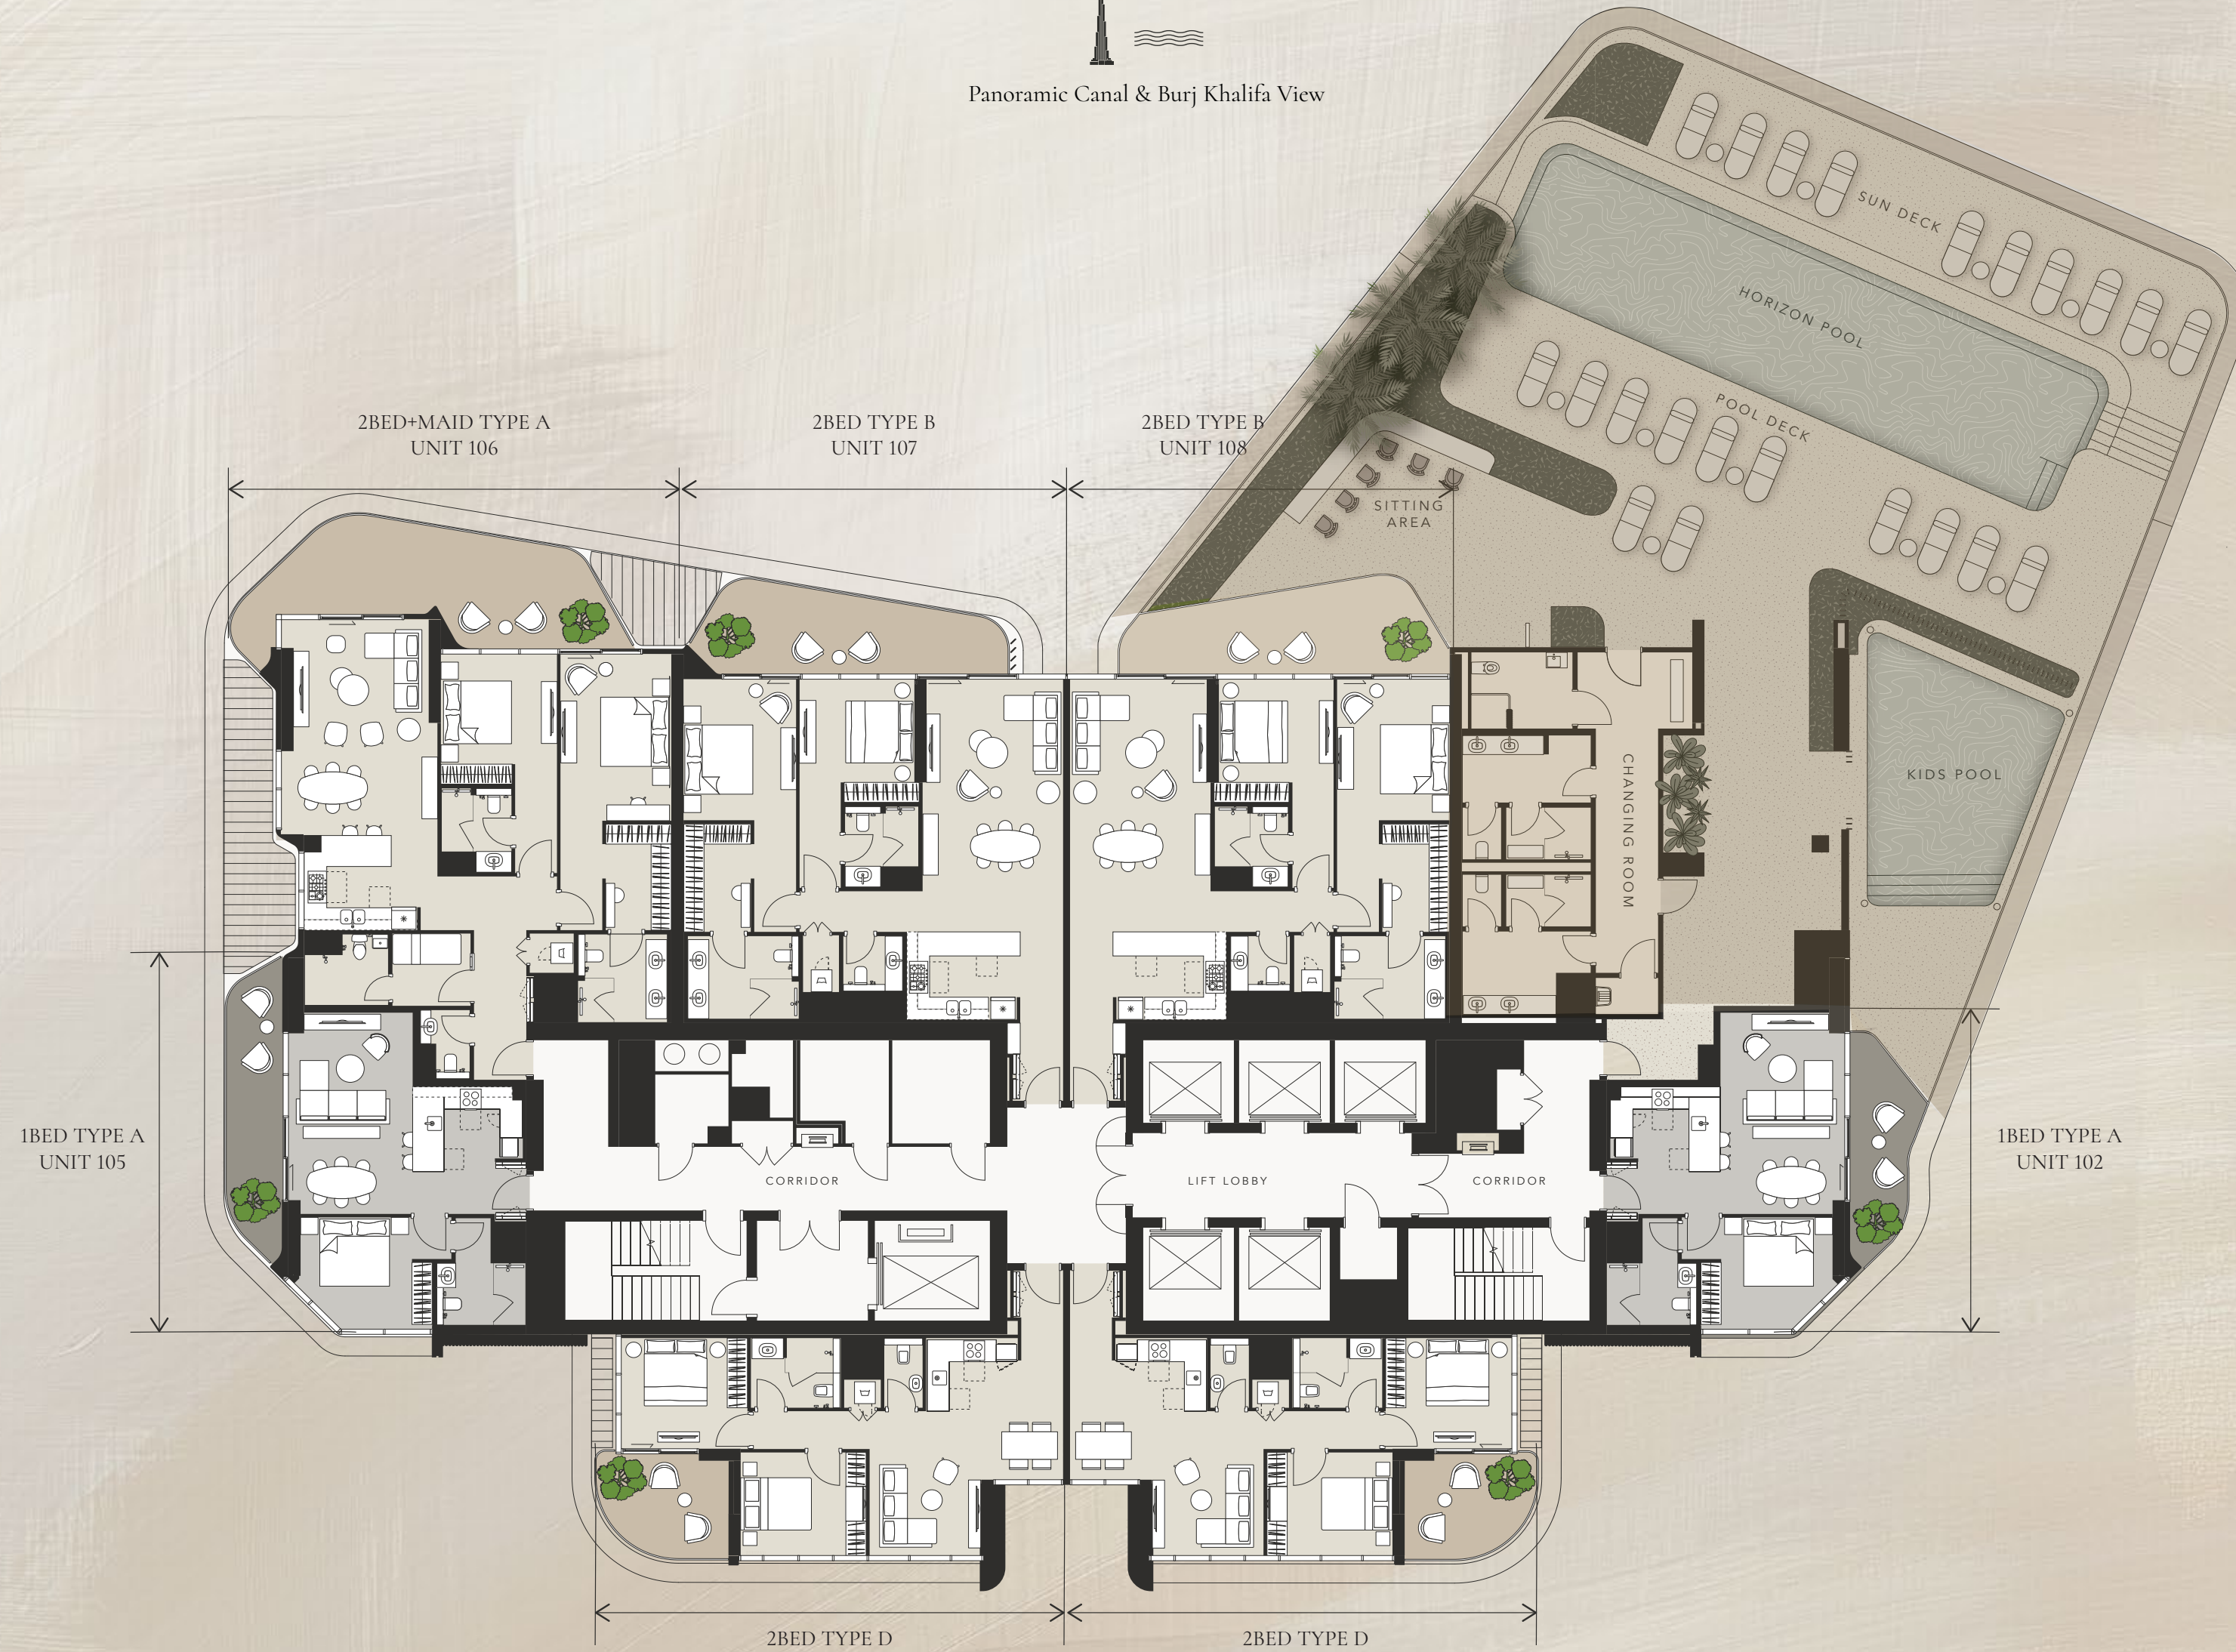 Panoramic Canal & Burj Khalifa View
SUN DECK
HORIZON POOL
POOL DECK
2BED+MAID TYPE A
UNIT 106
2BED TYPE B
UNIT 107
2BED TYPE B
UNIT 108
SITTING
AREA
KIDS POOL
CHANGING ROOM
1BED TYPE A
UNIT 105
CORRIDOR
LIFT LOBBY
CORRIDOR
1BED TYPE A
UNIT 102
2BED TYPE D
2BED TYPE D